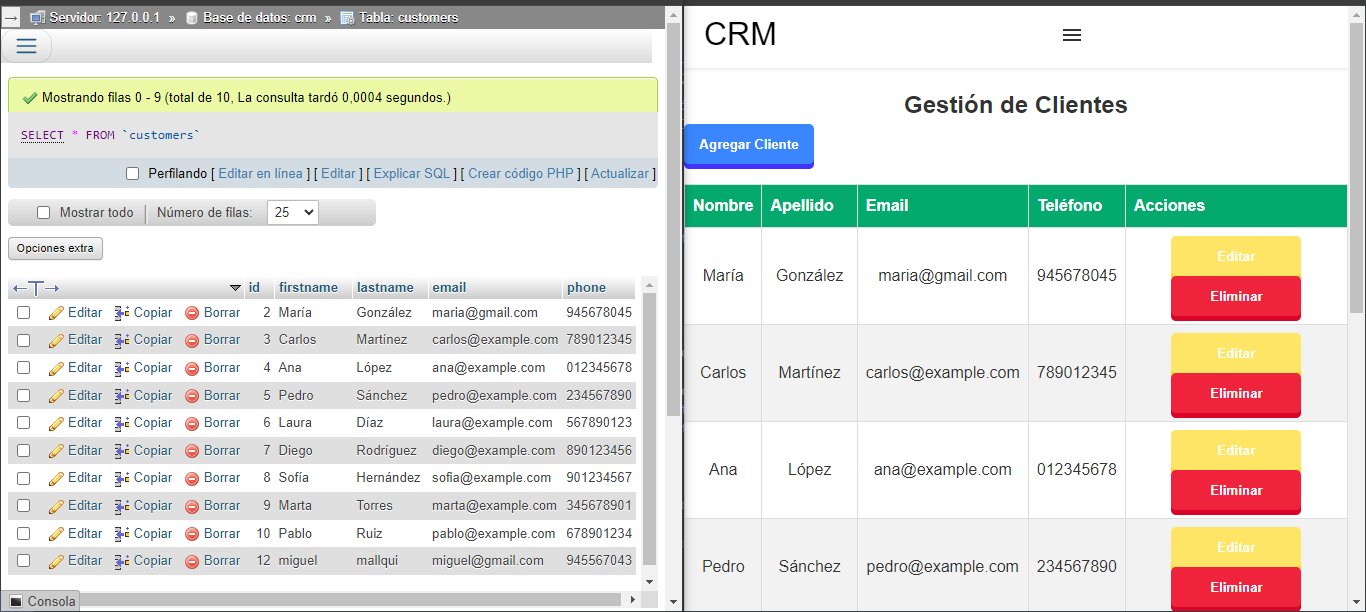 Servidor: 127.0.0.1 » Base de datos: crm » Tabla: customers
Mostrando filas 0 - 9 (total de 10, La consulta tardó 0,0004 segundos.)
SELECT * FROM `customers`
Perfilando [ Editar en línea ] [ Editar ] [ Explicar SQL ] [ Crear código PHP ] [ Actualizar ]
Mostrar todo | Número de filas: 25
Opciones extra
id firstname lastname email phone
Editar Copiar Borrar 2 María González maria@gmail.com 945678045
Editar Copiar Borrar 3 Carlos Martínez carlos@example.com 789012345
Editar Copiar Borrar 4 Ana López ana@example.com 012345678
Editar Copiar Borrar 5 Pedro Sánchez pedro@example.com 234567890
Editar Copiar Borrar 6 Laura Díaz laura@example.com 567890123
Editar Copiar Borrar 7 Diego Rodríguez diego@example.com 890123456
Editar Copiar Borrar 8 Sofía Hernández sofia@example.com 901234567
Editar Copiar Borrar 9 Marta Torres marta@example.com 345678901
Editar Copiar Borrar 10 Pablo Ruiz pablo@example.com 678901234
Editar Copiar Borrar 12 miguel mallqui miguel@gmail.com 945567043
Consola
CRM
Gestión de Clientes
Agregar Cliente
Nombre Apellido Email Teléfono Acciones
María González maria@gmail.com 945678045
Editar
Eliminar
Carlos Martínez carlos@example.com 789012345
Editar
Eliminar
Ana López ana@example.com 012345678
Editar
Eliminar
Pedro Sánchez pedro@example.com 234567890
Editar
Eliminar